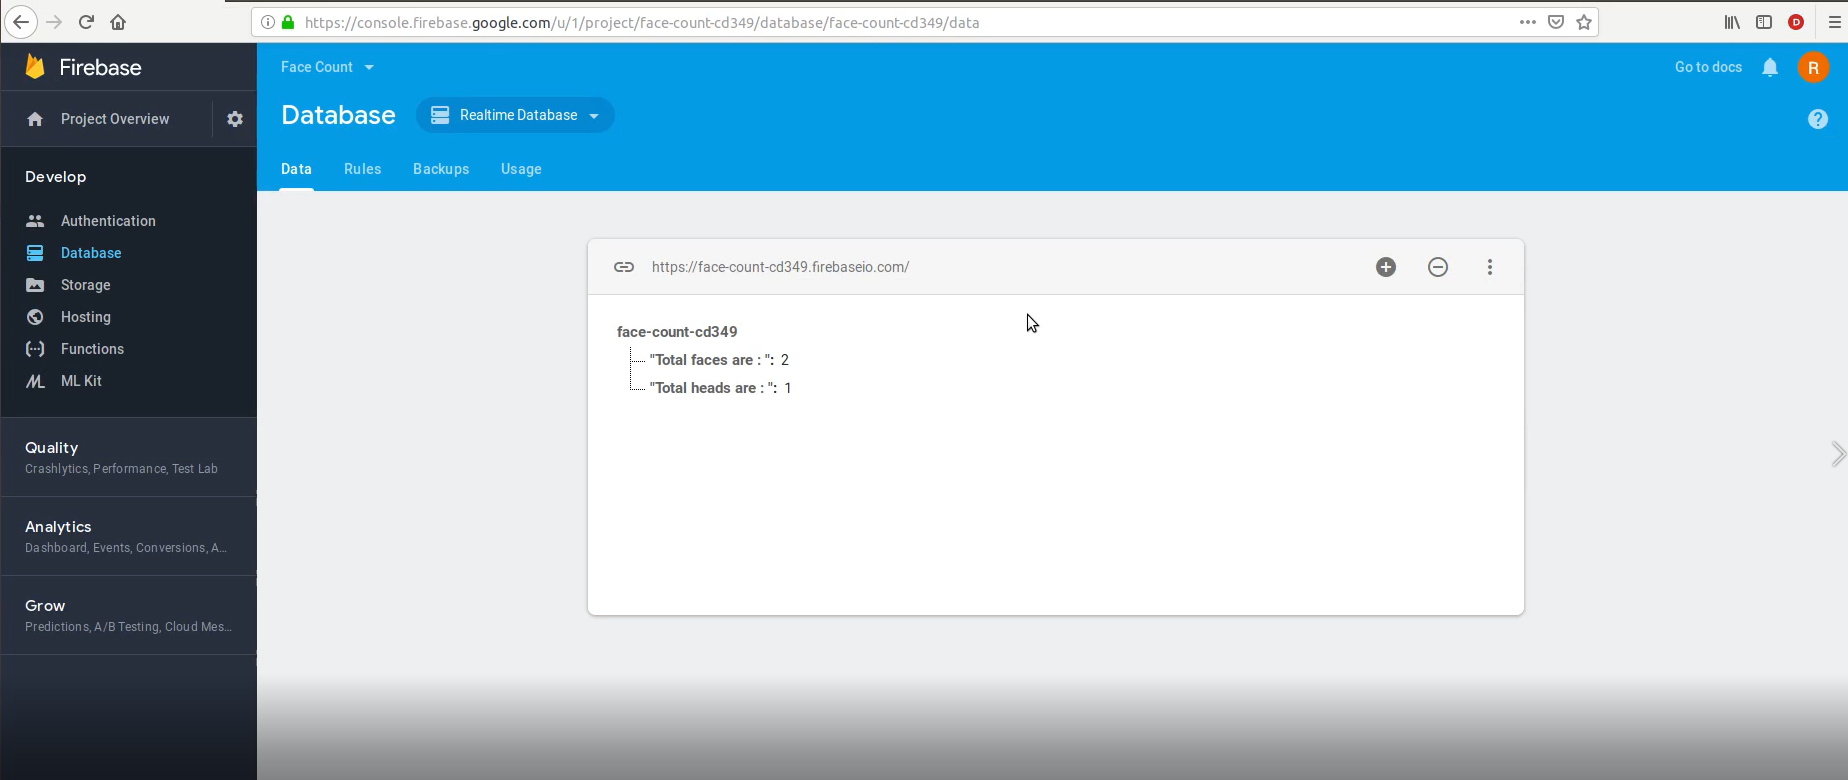 https://console.firebase.google.com/u/1/project/face-count-cd349/database/face-count-cd349/data
D
Firebase
Face Count
Go to docs
R
Project Overview
Database
Realtime Database
?
Data Rules Backups Usage
Develop
Authentication
Database
Storage
Hosting
Functions
ML Kit
https://face-count-cd349.firebaseio.com/
face-count-cd349
"Total faces are : ": 2
"Total heads are : ": 1
Quality
Crashlytics, Performance, Test Lab
Analytics
Dashboard, Events, Conversions, A...
Grow
Predictions, A/B Testing, Cloud Mes...